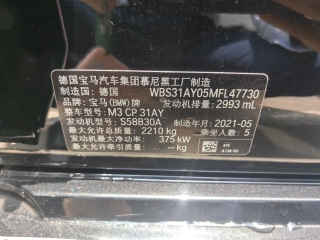 德国宝马汽车集团慕尼黑工厂制造
制造国：德国 WBS31AY05MFL47730
品牌：宝马(BMW)牌 发动机排量：2993 mL
整车型号：M3 CP 31AY
发动机型号：S58B30A 制造年月：2021-05
最大允许总质量：2210 kg 乘坐人数：5
最大净功率：375 kW
最大允许牵引质量：-- kg